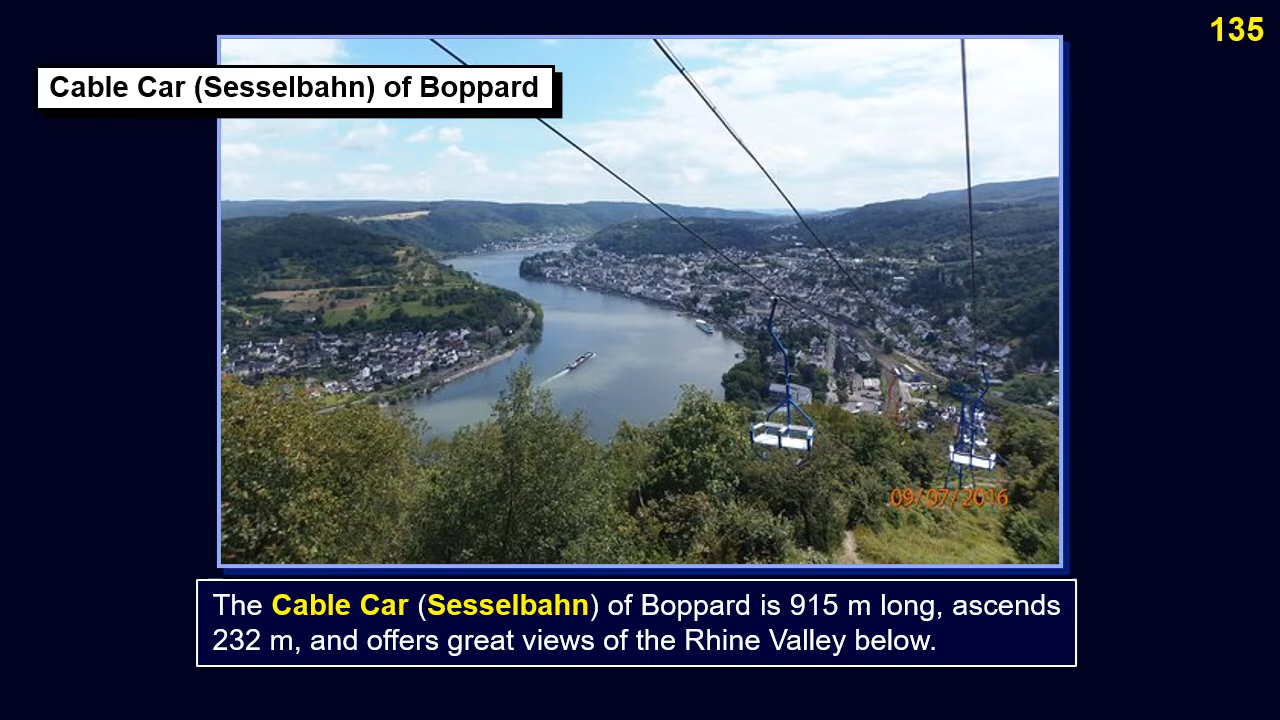 135
Cable Car (Sesselbahn) of Boppard
09/07/2016
The Cable Car (Sesselbahn) of Boppard is 915 m long, ascends
232 m, and offers great views of the Rhine Valley below.